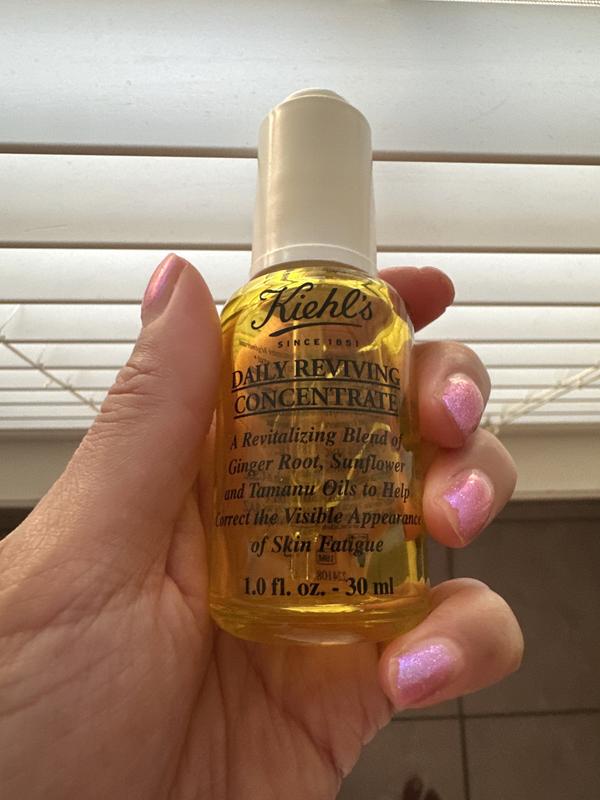 Kiehl's
SINCE 1851
DAILY REVIVING
CONCENTRATE
A Revitalizing Blend of
Ginger Root, Sunflower
and Tamanu Oils to Help
Correct the Visible Appearance
of Skin Fatigue
1.0 fl. oz. - 30 ml